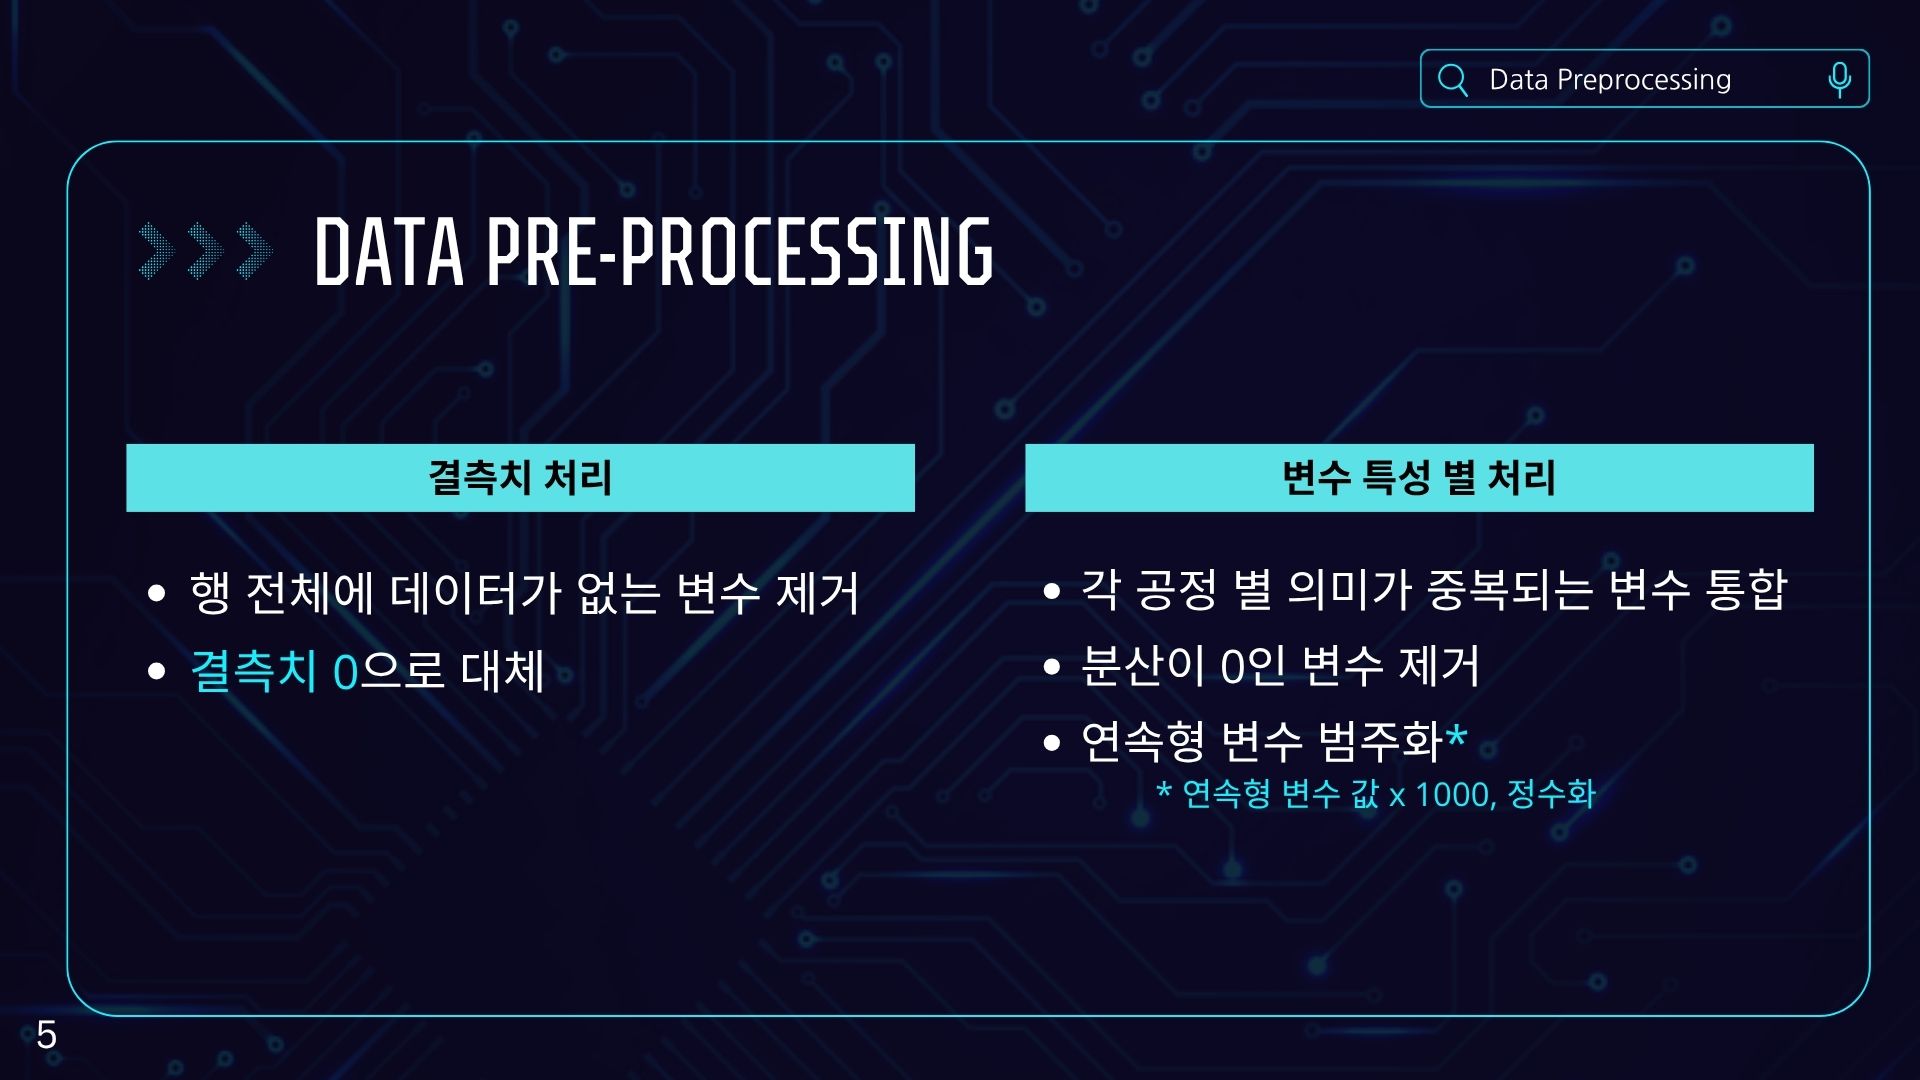 Data Preprocessing
DATA PRE-PROCESSING
결측치 처리
• 행 전체에 데이터가 없는 변수 제거
• 결측치 0으로 대체
변수 특성 별 처리
• 각 공정 별 의미가 중복되는 변수 통합
• 분산이 0인 변수 제거
• 연속형 변수 범주화*
* 연속형 변수 값 x 1000, 정수화
5